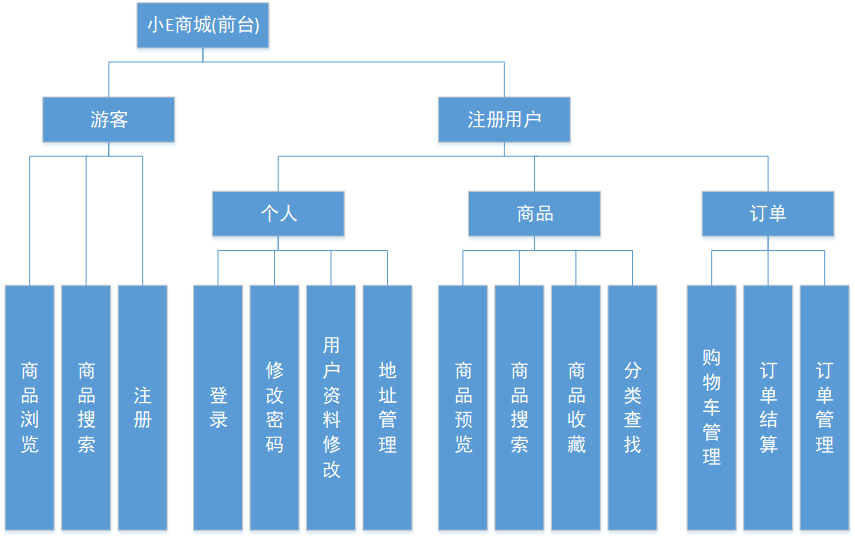 小E商城(前台)
游客
注册用户
个人
商品
订单
商品浏览
商品搜索
注册
登录
修改密码
用户资料修改
地址管理
商品预览
商品搜索
商品收藏
分类查找
购物车管理
订单结算
订单管理